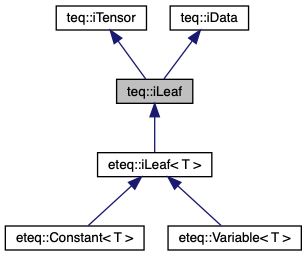 teq::iTensor
teq::iData
teq::iLeaf
eteq::iLeaf< T >
eteq::Constant< T >
eteq::Variable< T >